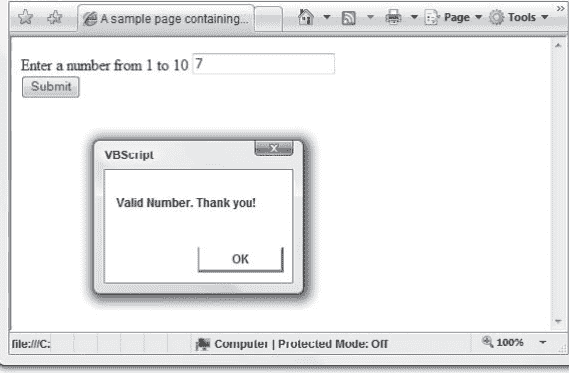 A sample page containing...
Page
Tools
Enter a number from 1 to 10 7
Submit
VBScript
Valid Number. Thank you!
OK
file:///C:
Computer | Protected Mode: Off
100%